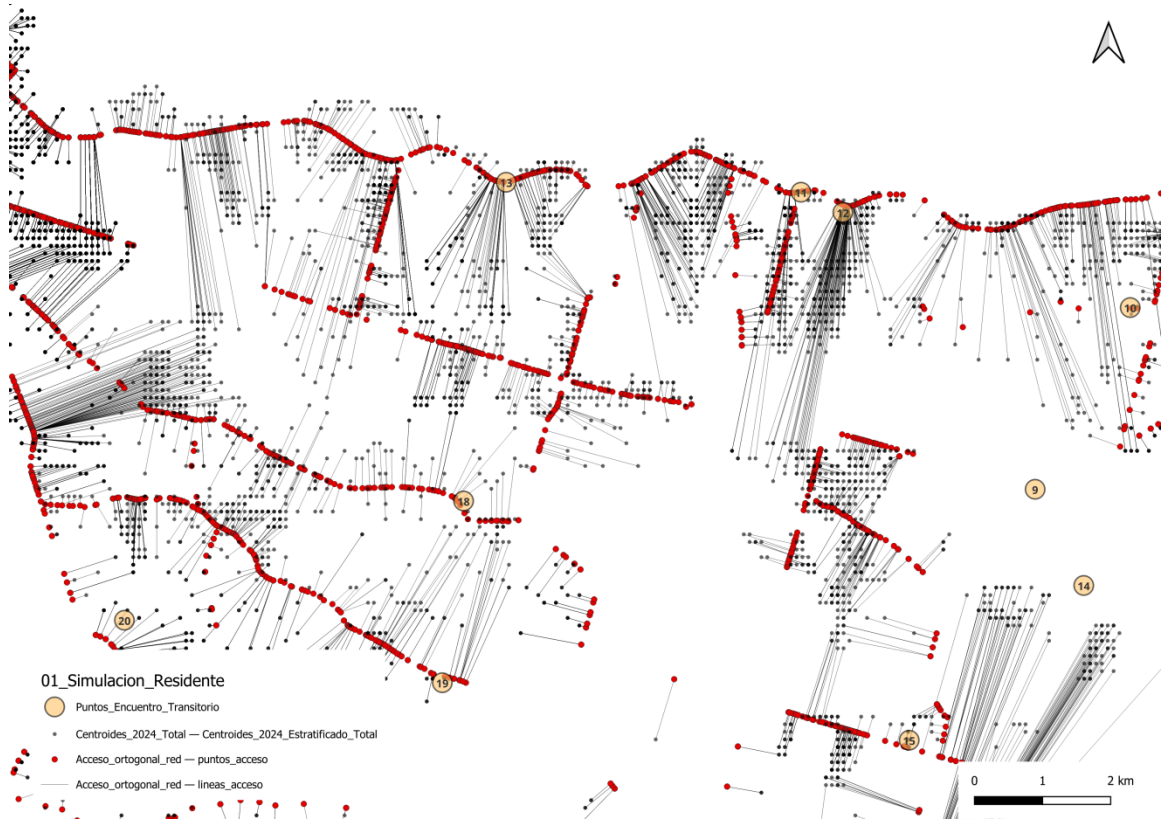 13
11
12
10
9
18
14
20
19
15
01_Simulacion_Residente
Puntos_Encuentro_Transitorio
Centroides_2024_Total — Centroides_2024_Estratificado_Total
Acceso_ortogonal_red — puntos_acceso
Acceso_ortogonal_red — lineas_acceso
0 1 2 km